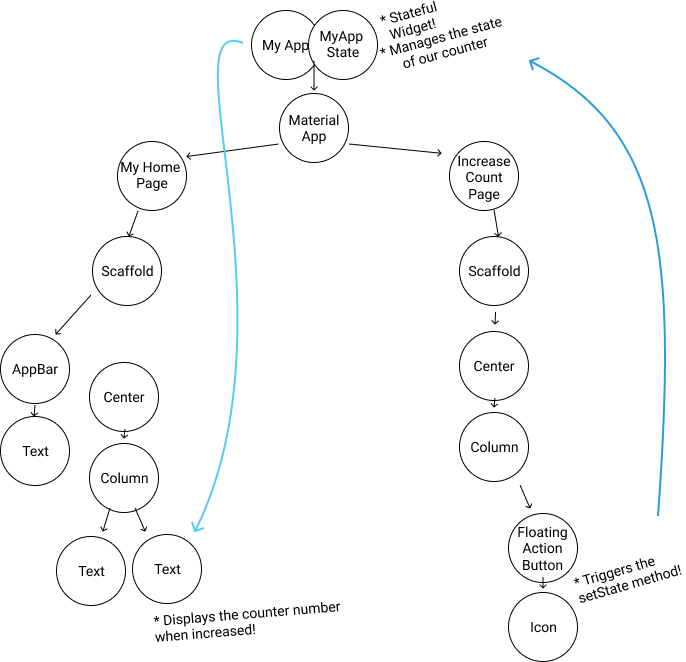 My App
MyApp
State
* Stateful
Widget!
* Manages the state
of our counter
Material
App
My Home
Page
Increase
Count
Page
Scaffold
Scaffold
AppBar
Center
Center
Text
Column
Column
Text
Text
Floating
Action
Button
* Triggers the
setState method!
* Displays the counter number
when increased!
Icon